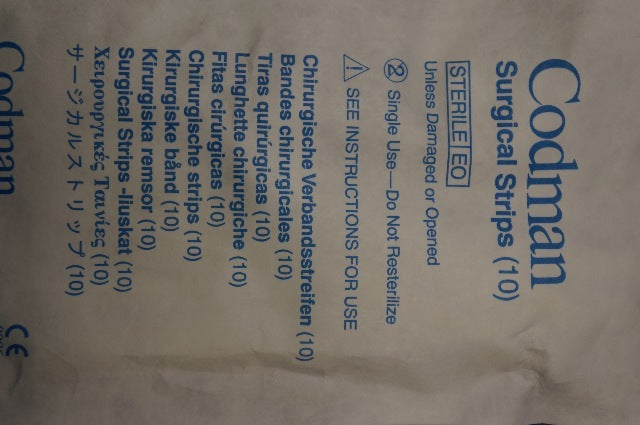 Codman
Surgical Strips (10)
STERILE EO
Unless Damaged or Opened
2 Single Use—Do Not Resterilize
SEE INSTRUCTIONS FOR USE
Chirurgische Verbandsstreifen (10)
Bandes chirurgicales (10)
Tiras quirúrgicas (10)
Lunghette chirurgiche (10)
Fitas cirúrgicas (10)
Chirurgische strips (10)
Kirurgiske bånd (10)
Kirurgiska remsor (10)
Surgical Strips -liuskat (10)
Χειρουργικές Ταινίες (10)
サージカルストリップ (10)
Codman
CE